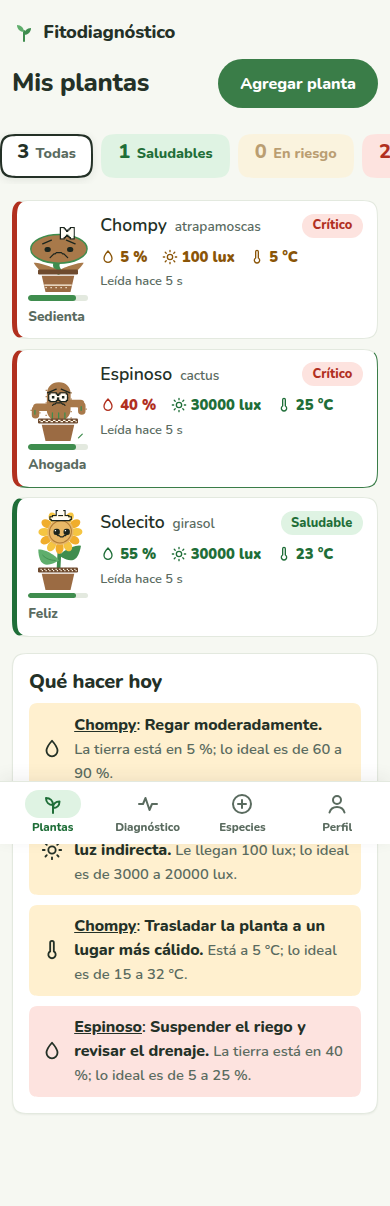 Fitodiagnóstico
Mis plantas
Agregar planta
3 Todas
1 Saludables
0 En riesgo
2
Chompy atrapamoscas
Crítico
5 % 100 lux 5 °C
Leída hace 5 s
Sedienta
Espinoso cactus
Crítico
40 % 30000 lux 25 °C
Leída hace 5 s
Ahogada
Solecito girasol
Saludable
55 % 30000 lux 23 °C
Leída hace 5 s
Feliz
Qué hacer hoy
Chompy: Regar moderadamente.
La tierra está en 5 %; lo ideal es de 60 a
90 %.
Plantas
Diagnóstico
Especies
Perfil
luz indirecta. Le llegan 100 lux; lo ideal
es de 3000 a 20000 lux.
Chompy: Trasladar la planta a un
lugar más cálido. Está a 5 °C; lo ideal
es de 15 a 32 °C.
Espinoso: Suspender el riego y
revisar el drenaje. La tierra está en 40
%; lo ideal es de 5 a 25 %.